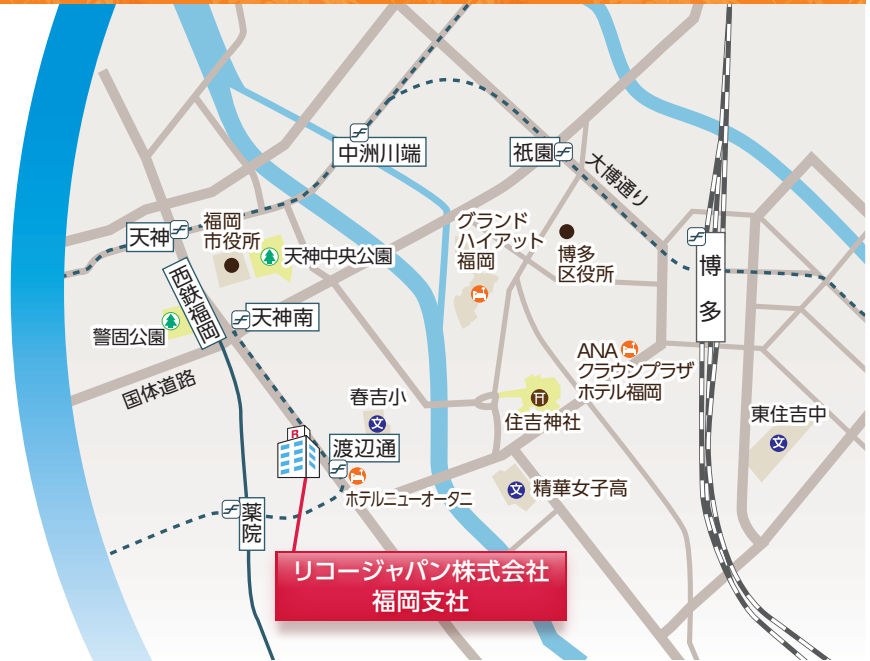 中洲川端
祇園
大博通り
天神
福岡
市役所
天神中央公園
グランド
ハイアット
福岡
博多
区役所
博多
西鉄福岡
天神南
警固公園
国体道路
ANA
クラウンプラザ
ホテル福岡
春吉小
文
住吉神社
東住吉中
文
R
渡辺通
ホテルニューオータニ
文
精華女子高
薬院
リコージャパン株式会社
福岡支社